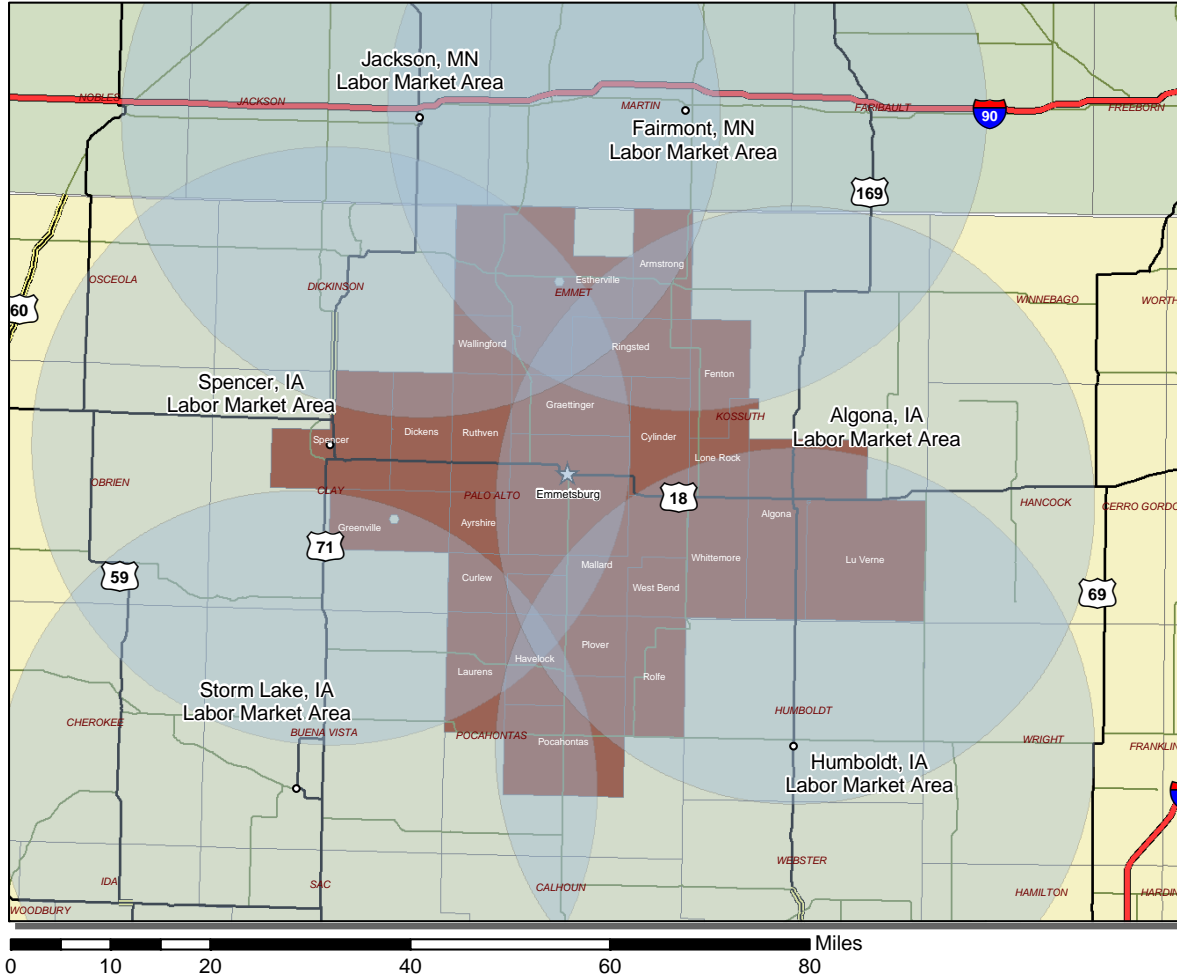 Jackson, MN
Labor Market Area
NOBLES
JACKSON
MARTIN
FARIBAULT
FREEBORN
90
Fairmont, MN
Labor Market Area
169
Armstrong
OSCEOLA
DICKINSON
Estherville
EMMET
WINNEBAGO
WORTH
60
Wallingford
Ringsted
Fenton
Spencer, IA
Labor Market Area
Graettinger
KOSSUTH
Algona, IA
Labor Market Area
Spencer
Dickens
Ruthven
Cylinder
Lone Rock
OBRIEN
CLAY
PALO ALTO
Emmetsburg
18
HANCOCK
CERRO GORDO
Algona
Greenville
Ayrshire
71
59
Mallard
Whittemore
Lu Verne
Curlew
West Bend
69
Plover
Havelock
Laurens
Rolfe
Storm Lake, IA
Labor Market Area
CHEROKEE
BUENA VISTA
POCAHONTAS
Pocahontas
HUMBOLDT
WRIGHT
FRANKLIN
Humboldt, IA
Labor Market Area
WEBSTER
IDA
SAC
CALHOUN
HAMILTON
HARDIN
WOODBURY
Miles
0 10 20 40 60 80